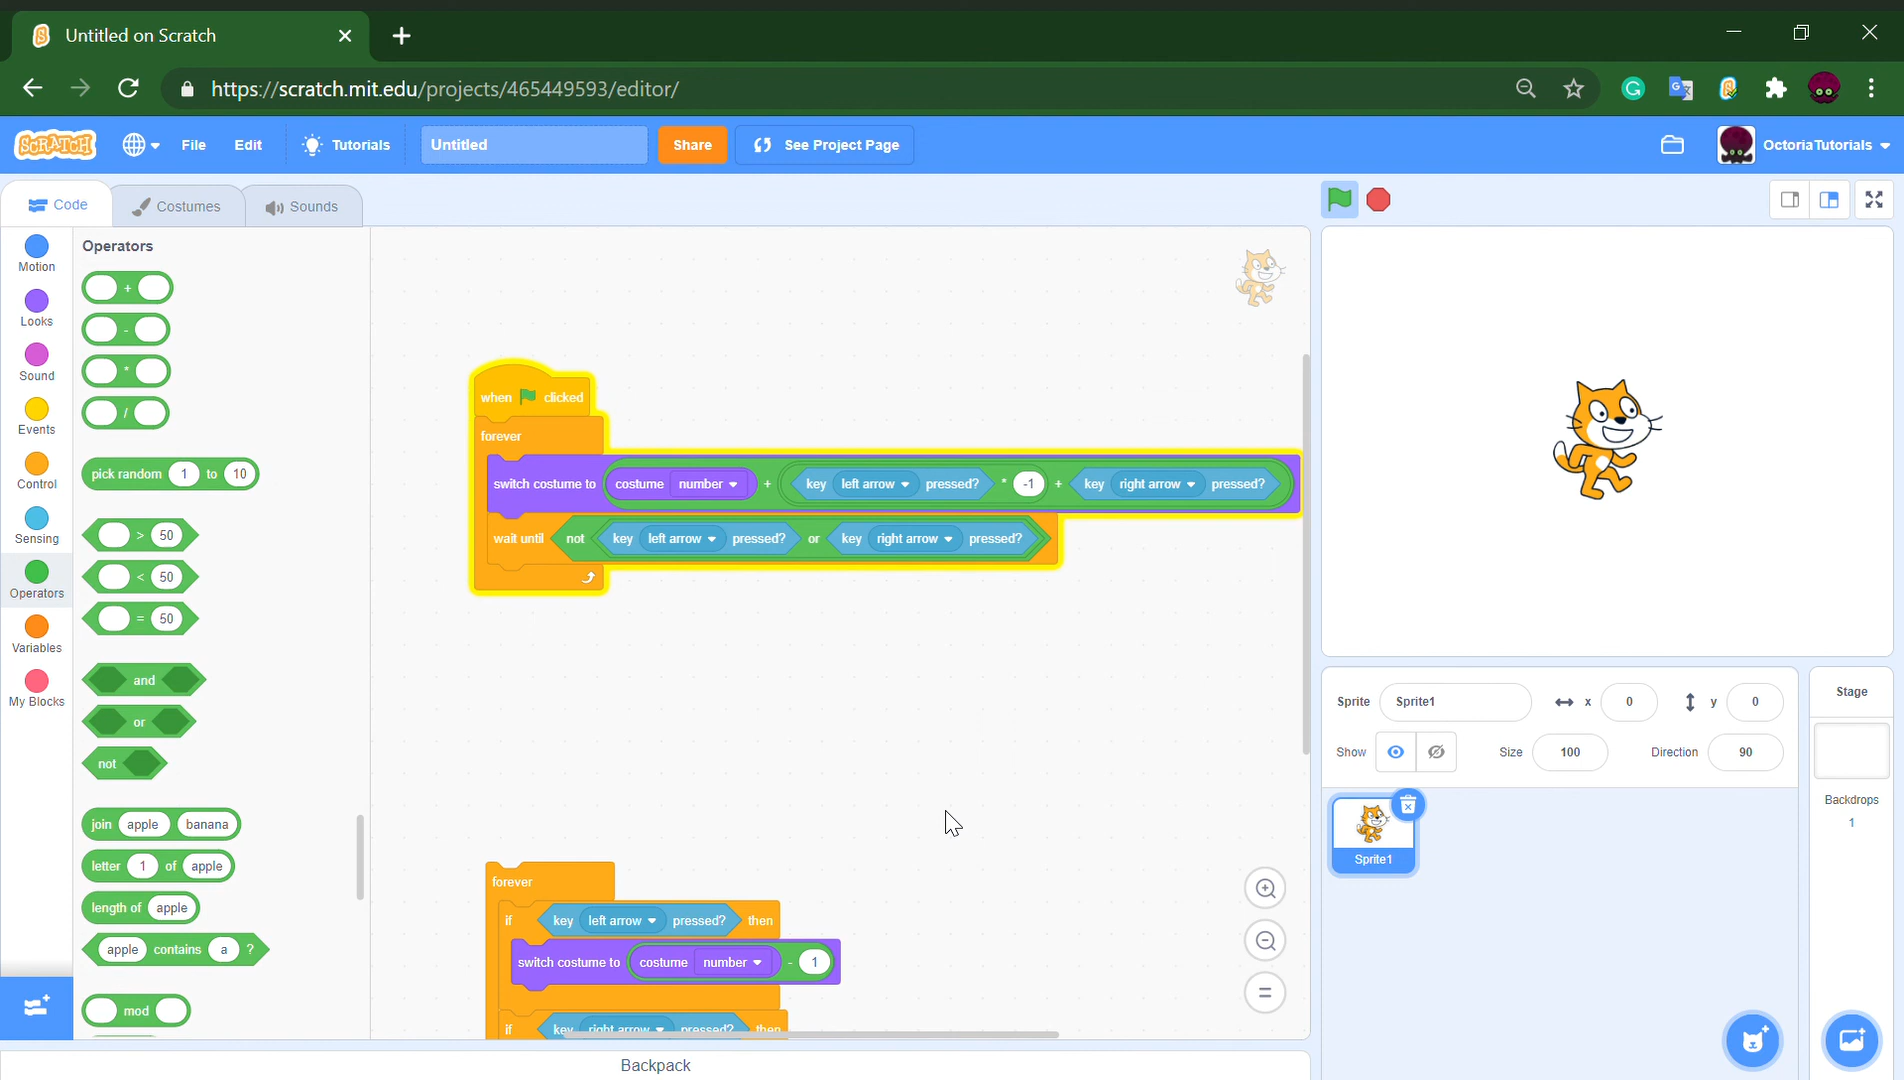 Untitled on Scratch
https://scratch.mit.edu/projects/465449593/editor/
SCRATCH
File
Edit
Tutorials
Untitled
Share
See Project Page
OctoriaTutorials
Code
Costumes
Sounds
Motion
Looks
Sound
Events
Control
Sensing
Operators
Variables
My Blocks
Operators
+
-
*
/
pick random 1 to 10
> 50
< 50
= 50
and
or
not
join apple banana
letter 1 of apple
length of apple
apple contains a ?
mod
when clicked
forever
switch costume to costume number + key left arrow pressed? * -1 + key right arrow pressed?
wait until not key left arrow pressed? or key right arrow pressed?
forever
if key left arrow pressed? then
switch costume to costume number - 1
if key right arrow pressed? then
Backpack
Sprite Sprite1 x 0 y 0
Show Size 100 Direction 90
Sprite1
Stage
Backdrops
1